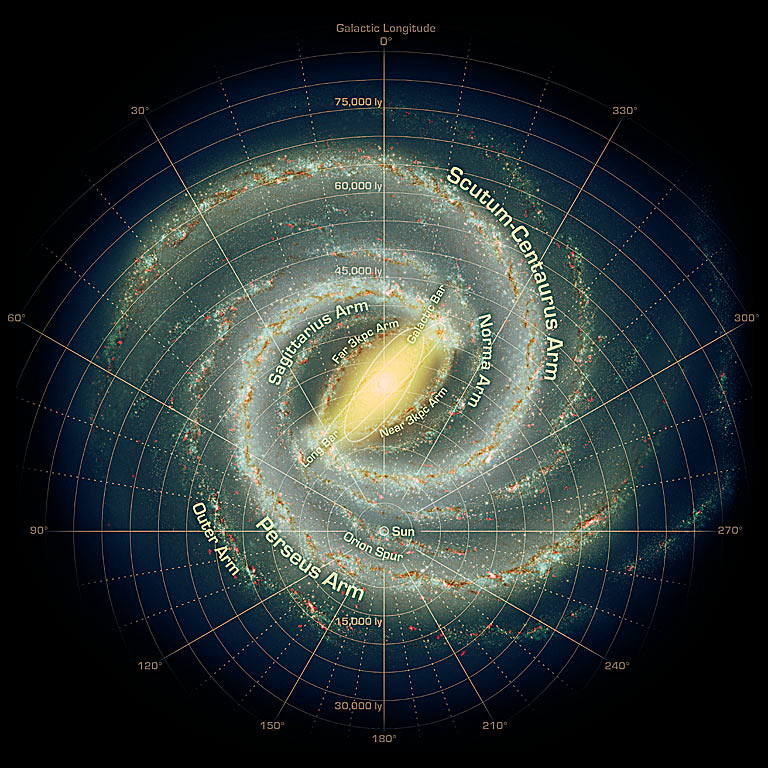 Galactic Longitude
0°
30°
330°
75,000 ly
60,000 ly
Scutum-Centaurus Arm
45,000 ly
Sagittarius Arm
Far 3kpc Arm
Galactic Bar
Norma Arm
60°
300°
Near 3kpc Arm
Long Bar
90°
Sun
270°
Orion Spur
Outer Arm
Perseus Arm
15,000 ly
120°
240°
30,000 ly
150°
210°
180°